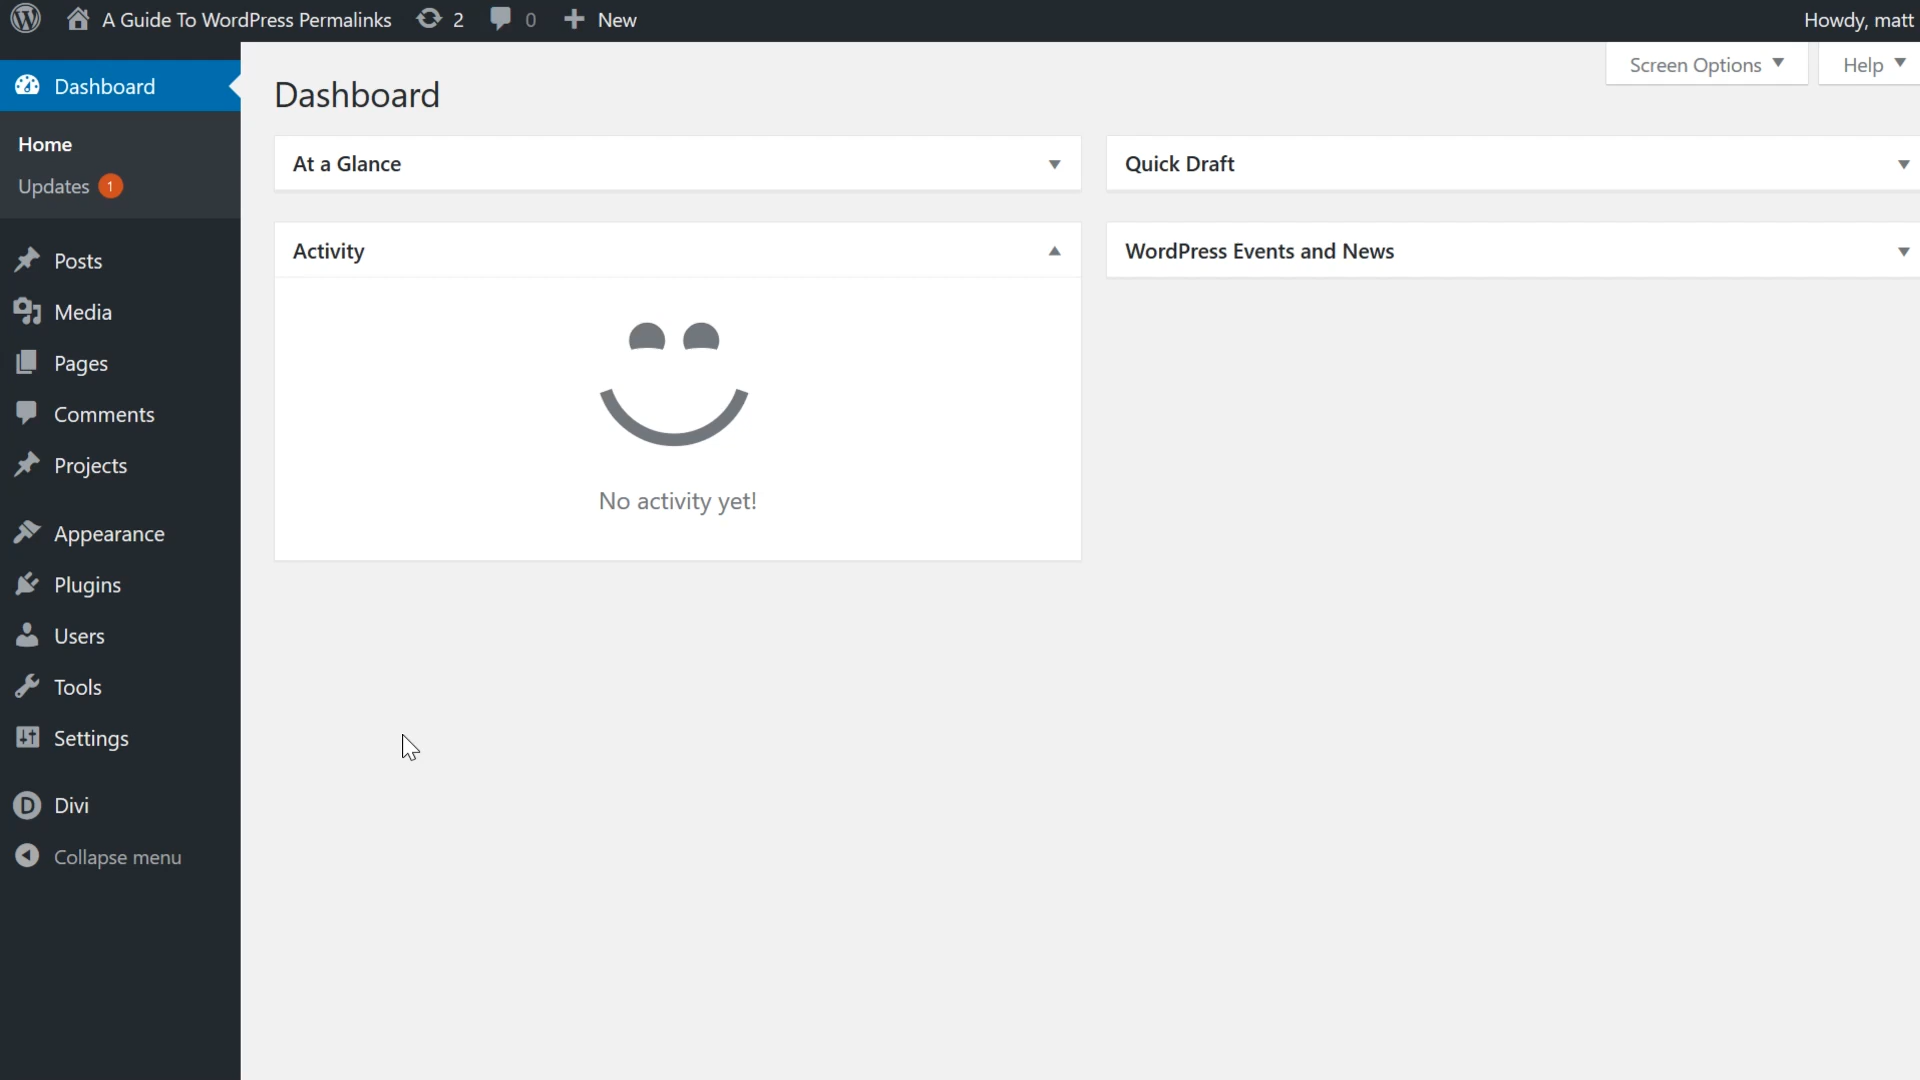 A Guide To WordPress Permalinks 2 0 New Howdy, matt
Screen Options Help
Dashboard
Home
Updates 1
Posts
Media
Pages
Comments
Projects
Appearance
Plugins
Users
Tools
Settings
D Divi
Collapse menu
Dashboard
At a Glance
Activity
No activity yet!
Quick Draft
WordPress Events and News